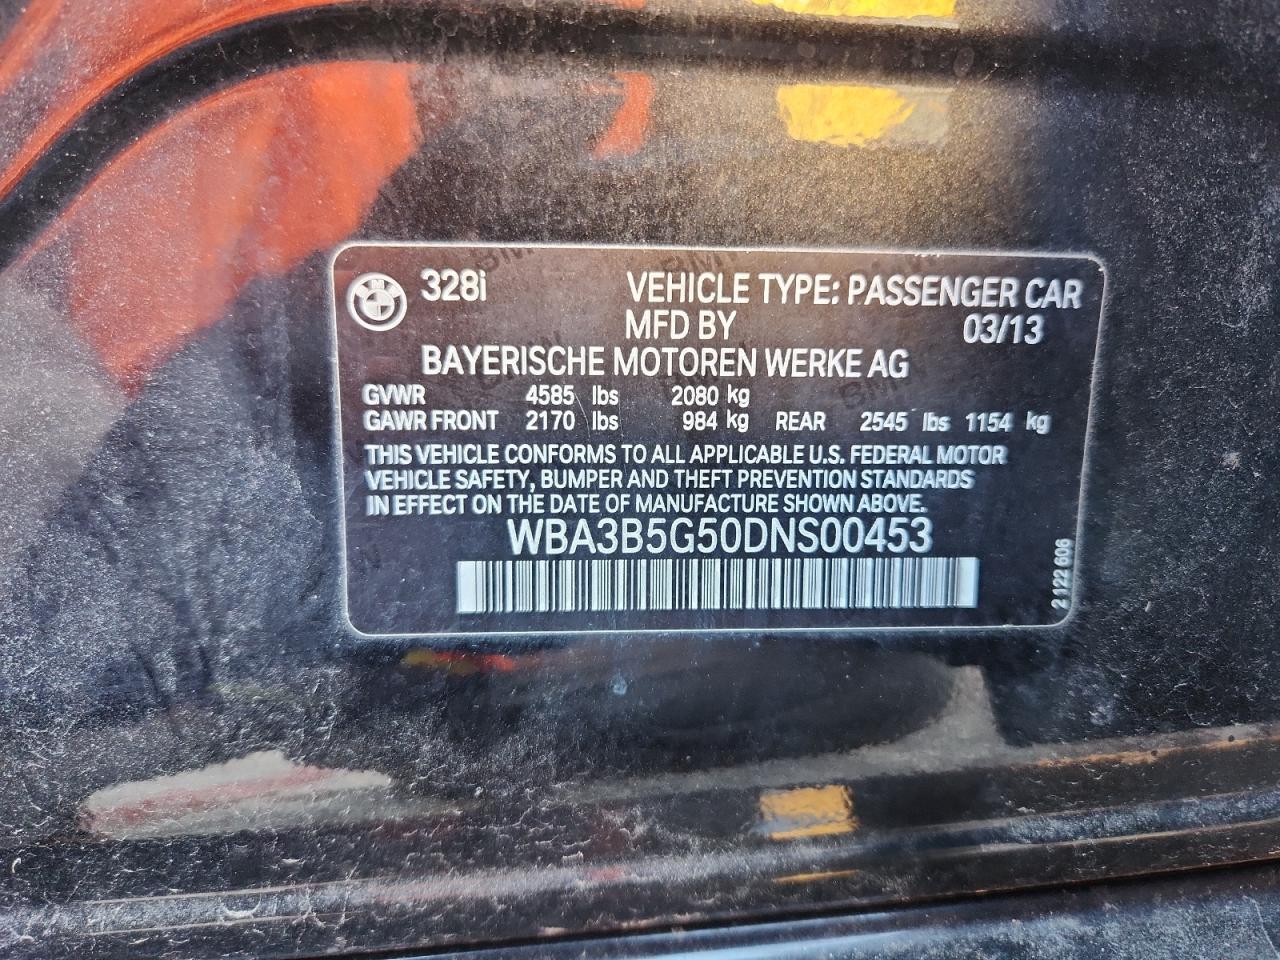 328i VEHICLE TYPE: PASSENGER CAR
MFD BY 03/13
BAYERISCHE MOTOREN WERKE AG
GVWR 4585 lbs 2080 kg
GAWR FRONT 2170 lbs 984 kg REAR 2545 lbs 1154 kg
THIS VEHICLE CONFORMS TO ALL APPLICABLE U.S. FEDERAL MOTOR
VEHICLE SAFETY, BUMPER AND THEFT PREVENTION STANDARDS
IN EFFECT ON THE DATE OF MANUFACTURE SHOWN ABOVE.
WBA3B5G50DNS00453
2 122 606